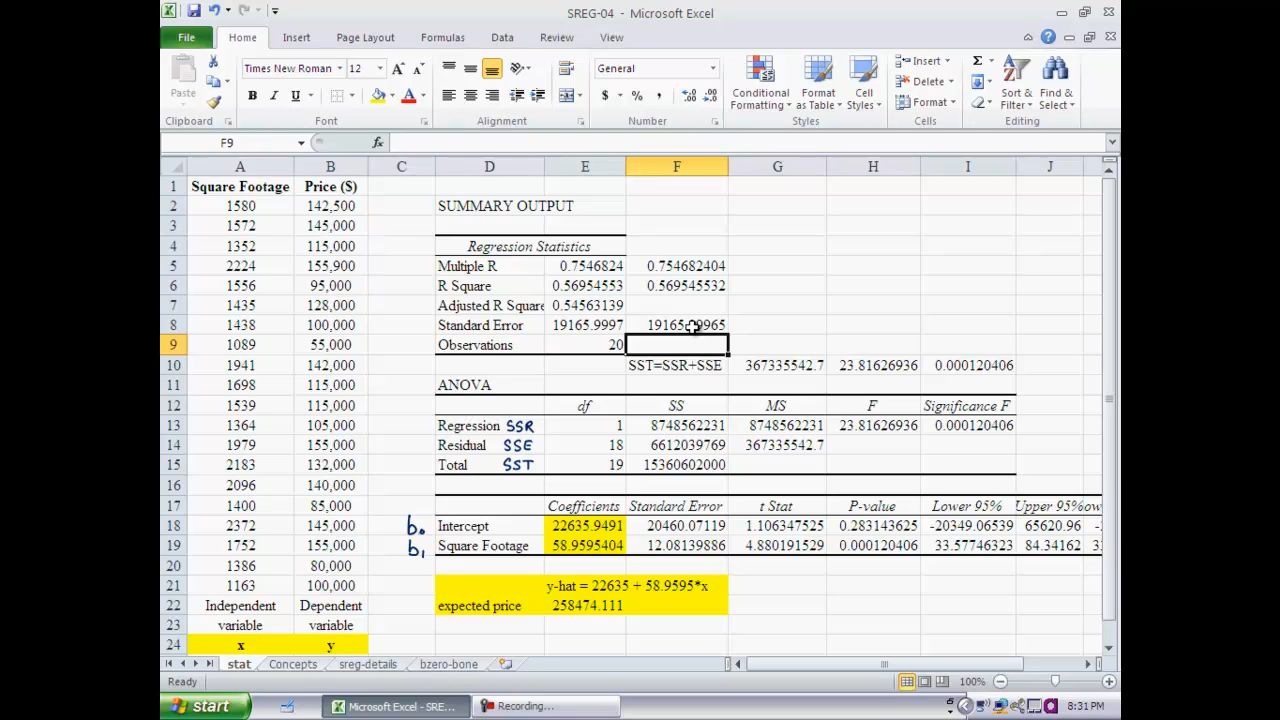 SREG-04 - Microsoft Excel
File Home Insert Page Layout Formulas Data Review View
Times New Roman 12 General Conditional Formatting Format as Table Cell Styles Insert Delete Format Sort & Filter Find & Select
Paste
Clipboard Font Alignment Number Styles Cells Editing
F9 fx
A B C D E F G H I J
1 Square Footage Price ($)
2 1580 142,500 SUMMARY OUTPUT
3 1572 145,000
4 1352 115,000 Regression Statistics
5 2224 155,900 Multiple R 0.7546824 0.754682404
6 1556 95,000 R Square 0.56954553 0.569545532
7 1435 128,000 Adjusted R Square 0.54563139
8 1438 100,000 Standard Error 19165.9997
9 1089 55,000 Observations 20
10 1941 142,000 SST=SSR+SSE 367335542.7 23.81626936 0.000120406
11 1698 115,000 ANOVA
12 1539 115,000 df SS MS F Significance F
13 1364 105,000 Regression SSR 1 8748562231 8748562231 23.81626936 0.000120406
14 1979 155,000 Residual SSE 18 6612039769 367335542.7
15 2183 132,000 Total SST 19 15360602000
16 2096 140,000
17 1400 85,000 Coefficients Standard Error t Stat P-value Lower 95% Upper 95%
18 2372 145,000 b₀ Intercept 22635.9491 20460.07119 1.106347525 0.283143625 -20349.06539 65620.96
19 1752 155,000 b₁ Square Footage 58.9595404 12.08139886 4.880191529 0.000120406 33.57746323 84.34162
20 1386 80,000
21 1163 100,000 y-hat = 22635 + 58.9595*x
22 Independent Dependent expected price 258474.111
23 variable variable
24 x y
stat Concepts sreg-details bzero-bone
Ready 100%
start Microsoft Excel - SRE... Recording... 8:31 PM